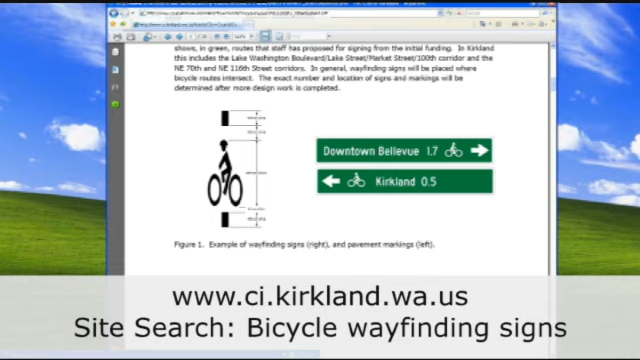 shows, in green, routes that staff has proposed for signing from the initial funding. In Kirkland
this includes the Lake Washington Boulevard/Lake Street/Market Street/100th corridor and the
NE 70th and NE 116th Street corridors. In general, wayfinding signs will be placed where
bicycle routes intersect. The exact number and location of signs and markings will be
determined after more design work is completed.
Downtown Bellevue 1.7
Kirkland 0.5
Figure 1. Example of wayfinding signs (right), and pavement markings (left).
www.ci.kirkland.wa.us
Site Search: Bicycle wayfinding signs